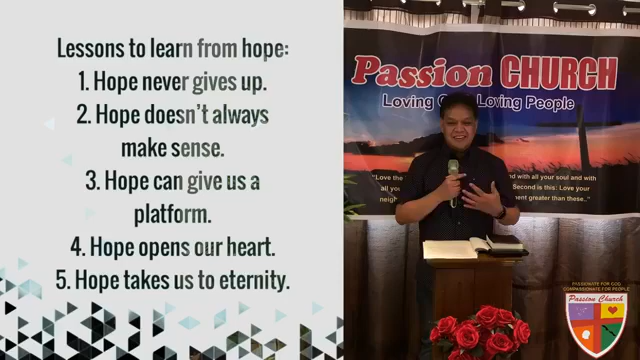 Lessons to learn from hope:
1. Hope never gives up.
2. Hope doesn't always
make sense.
3. Hope can give us a
platform.
4. Hope opens our heart.
5. Hope takes us to eternity.
Passion CHURCH
Loving Loving People
"Love the and with all your soul and with
all yo Second is this: Love your
neigh ment greater than these.."
PASSIONATE FOR GOD
COMPASSIONATE FOR PEOPLE
Passion Church